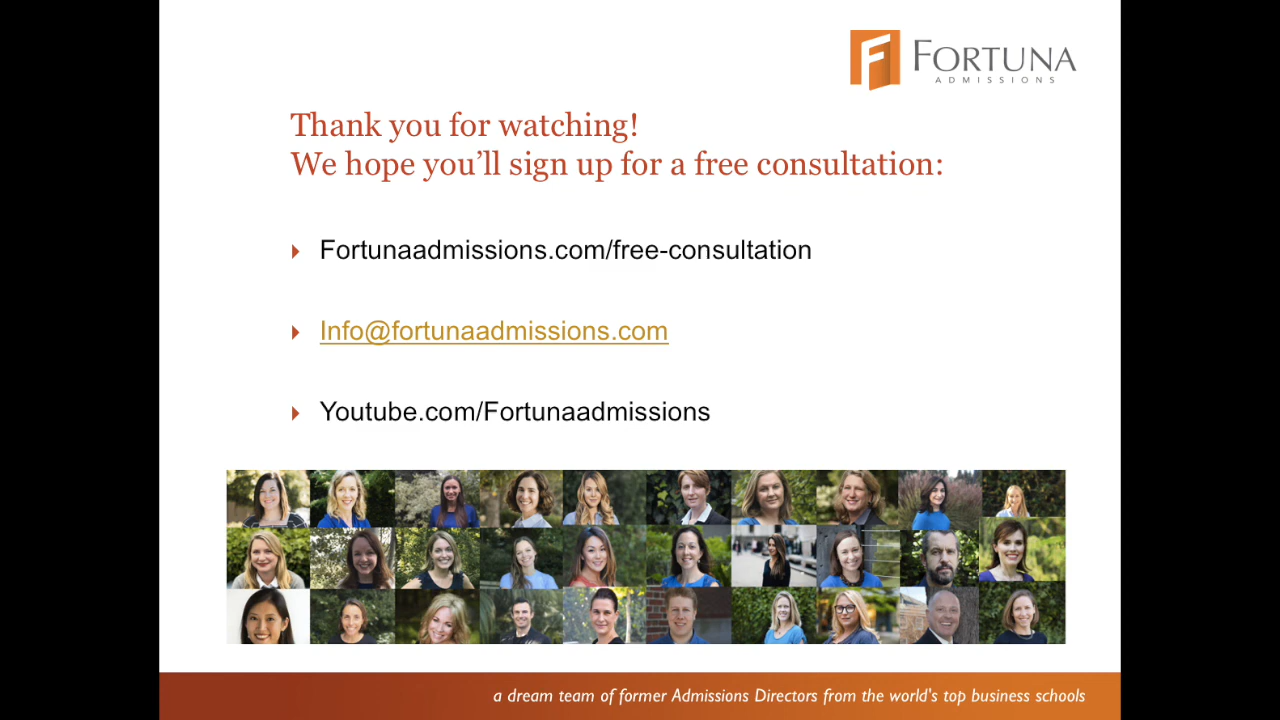 FORTUNA
ADMISSIONS
Thank you for watching!
We hope you’ll sign up for a free consultation:
Fortunaadmissions.com/free-consultation
Info@fortunaadmissions.com
Youtube.com/Fortunaadmissions
a dream team of former Admissions Directors from the world's top business schools